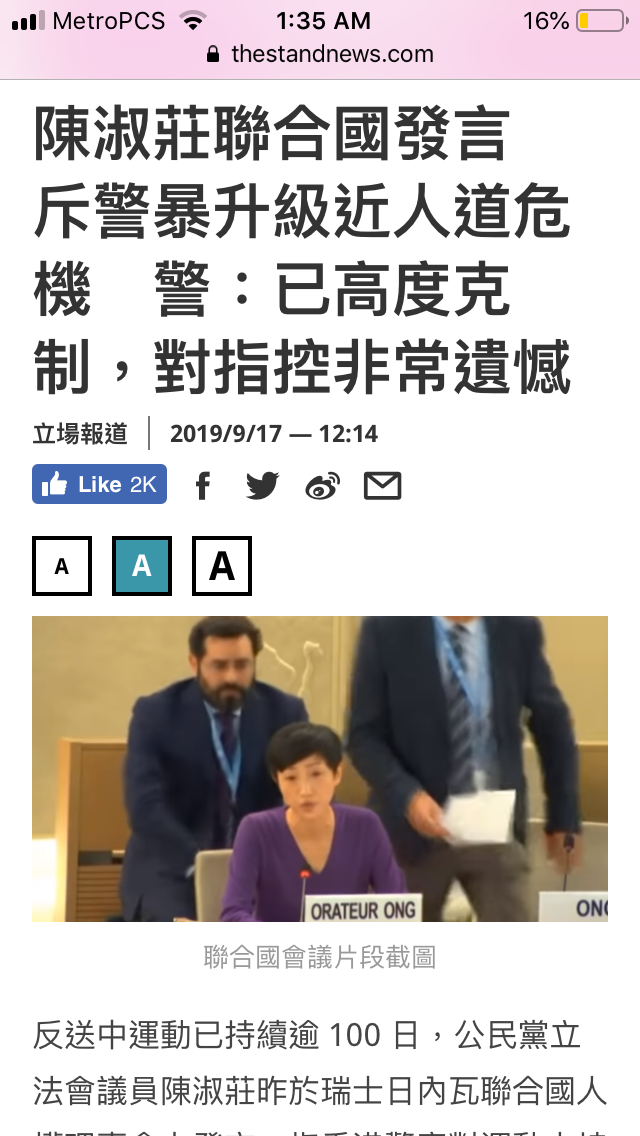 MetroPCS 1:35 AM 16%
thestandnews.com
陳淑莊聯合國發言
斥警暴升級近人道危
機　警：已高度克
制，對指控非常遺憾
立場報道 | 2019/9/17 — 12:14
Like 2K
A A A
ORATEUR ONG
ONG
聯合國會議片段截圖
反送中運動已持續逾 100 日，公民黨立
法會議員陳淑莊昨於瑞士日內瓦聯合國人